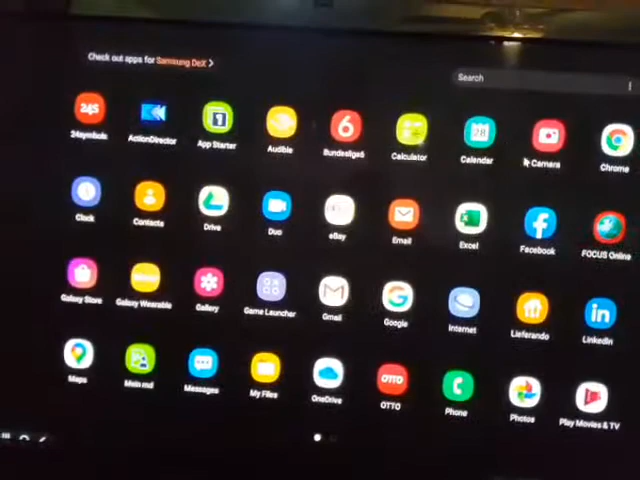 Check out apps for Samsung DeX >
Search
24symbols
ActionDirector
App Starter
Audible
Bundesliga6
Calculator
Calendar
Camera
Chrome
Clock
Contacts
Drive
Duo
eBay
Email
Excel
Facebook
FOCUS Online
Galaxy Store
Galaxy Wearable
Gallery
Game Launcher
Gmail
Google
Internet
Lieferando
LinkedIn
Maps
Mein md
Messages
My Files
OneDrive
OTTO
Phone
Photos
Play Movies & TV